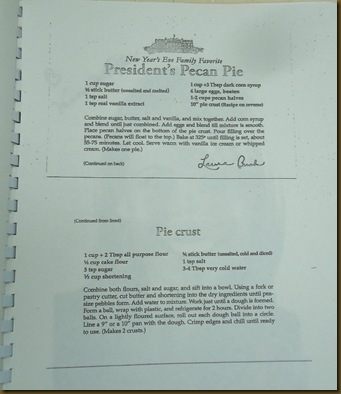 New Year's Eve Family Favorite
President's Pecan Pie
1 cup sugar
¾ stick butter (unsalted and melted)
1 tsp salt
1 tsp real vanilla extract
1 cup +3 Tbsp dark corn syrup
4 large eggs, beaten
cups pecan halves
10" pie crust (Recipe on reverse)
Combine sugar, butter, salt and vanilla, and mix together. Add corn syrup
and blend until just combined. Add eggs and blend till mixture is smooth.
Place pecan halves on the bottom of the pie crust. Pour filling over the
pecans. (Pecans will float to the top.) Bake at 325° until filling is set, about
55-75 minutes. Let cool. Serve warm with vanilla ice cream or whipped
cream. (Makes one pie.)
(Continued on back)
Laura Bush
(Continued from front)
Pie crust
1 cup + 2 Tbsp all purpose flour
½ cup cake flour
3 tsp sugar
½ cup shortening
¾ stick butter (unsalted, cold and diced)
1 tsp salt
3-4 Tbsp very cold water
Combine both flours, salt and sugar, and sift into a bowl. Using a fork or
pastry cutter, cut butter and shortening into the dry ingredients until pea-
size pebbles form. Add water to mixture. Work just until a dough is formed.
Form a ball, wrap with plastic, and refrigerate for 2 hours. Divide into two
balls. On a lightly floured surface, roll out each dough ball into a circle.
Line a 9" or a 10" pan with the dough. Crimp edges and chill until ready
to use. (Makes 2 crusts.)